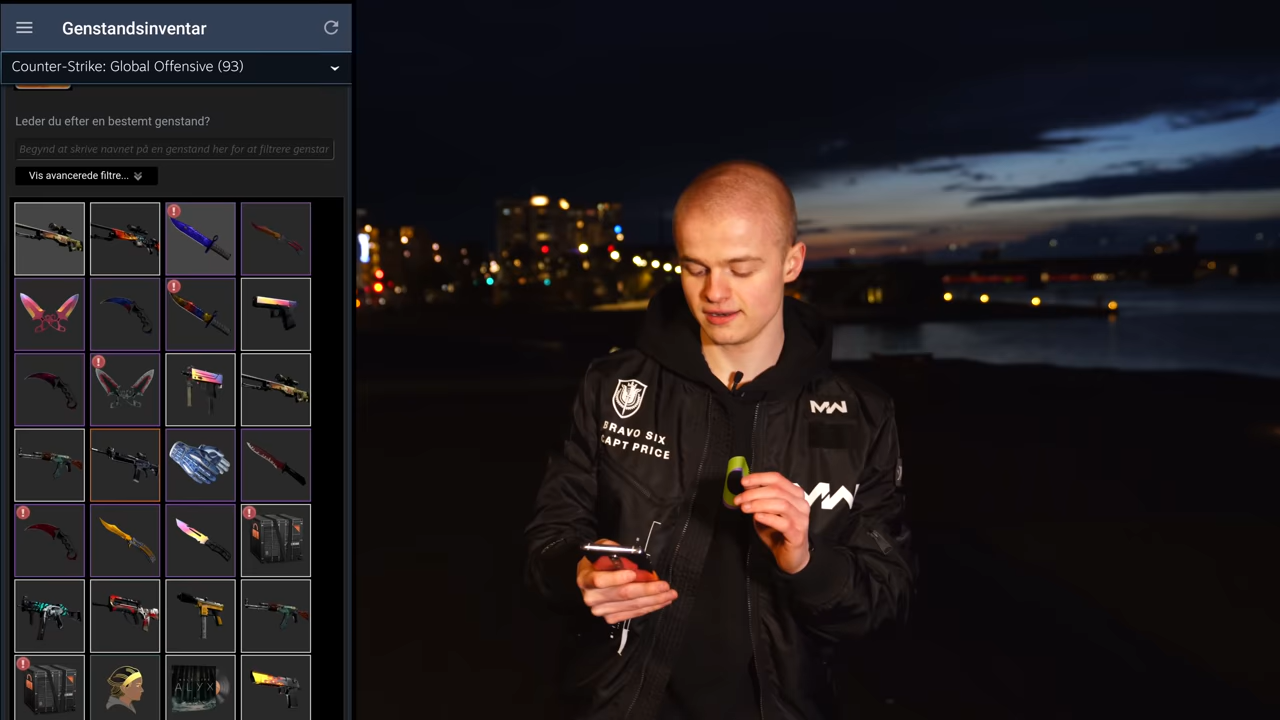 Genstandsinventar
Counter-Strike: Global Offensive (93)
Leder du efter en bestemt genstand?
Begynd at skrive navnet på en genstand her for at filtrere genstar
Vis avancerede filtre...
ALYX
BRAVO SIX
CAPT PRICE
MW
MW